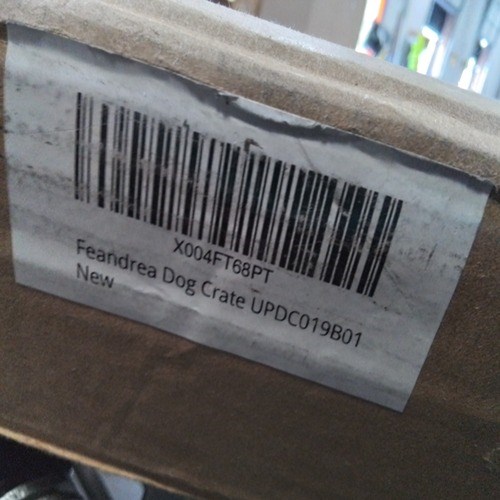 X004FT68PT
Feandrea Dog Crate UPDC019B01
New